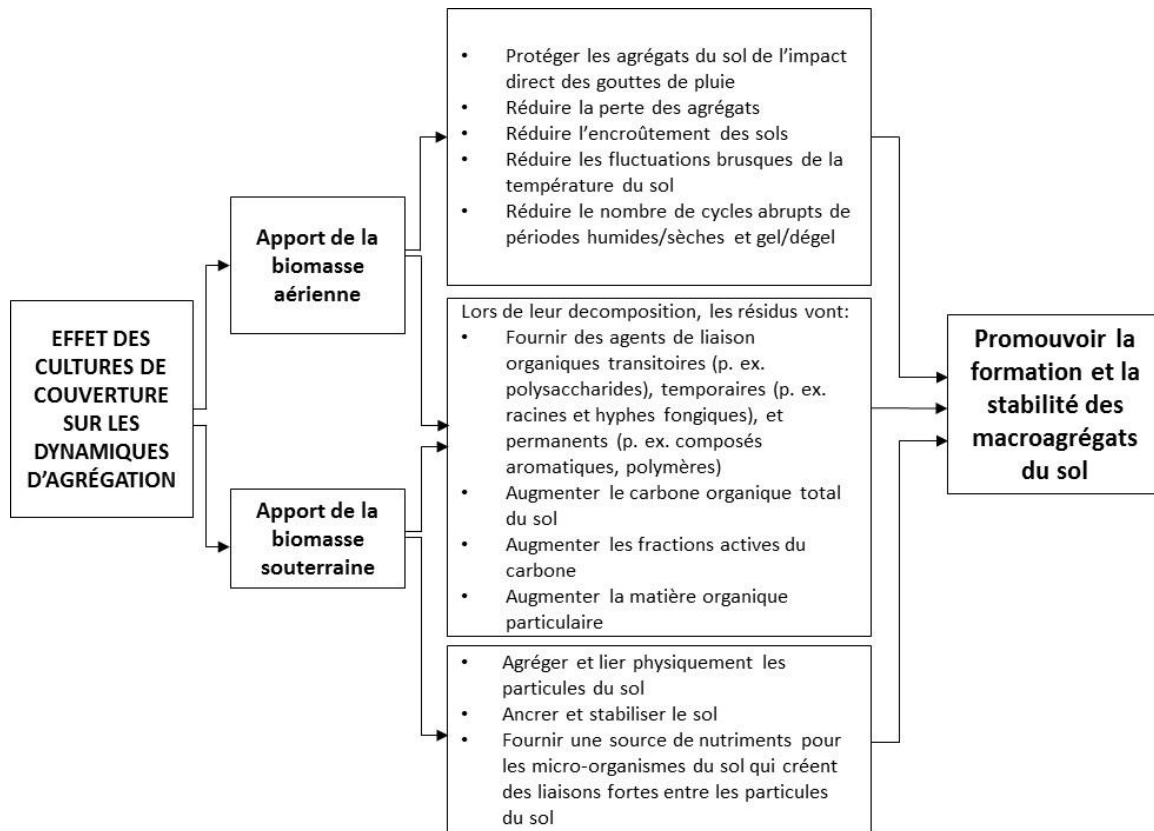 EFFET DES
CULTURES DE
COUVERTURE
SUR LES
DYNAMIQUES
D’AGRÉGATION
Apport de la
biomasse
aérienne
Apport de la
biomasse
souterraine
• Protéger les agrégats du sol de l’impact
direct des gouttes de pluie
• Réduire la perte des agrégats
• Réduire l’encroûtement des sols
• Réduire les fluctuations brusques de la
température du sol
• Réduire le nombre de cycles abrupts de
périodes humides/sèches et gel/dégel
Lors de leur decomposition, les résidus vont:
• Fournir des agents de liaison
organiques transitoires (p. ex.
polysaccharides), temporaires (p. ex.
racines et hyphes fongiques), et
permanents (p. ex. composés
aromatiques, polymères)
• Augmenter le carbone organique total
du sol
• Augmenter les fractions actives du
carbone
• Augmenter la matière organique
particulaire
• Agréger et lier physiquement les
particules du sol
• Ancrer et stabiliser le sol
• Fournir une source de nutriments pour
les micro-organismes du sol qui créent
des liaisons fortes entre les particules
du sol
Promouvoir la
formation et la
stabilité des
macroagrégats
du sol